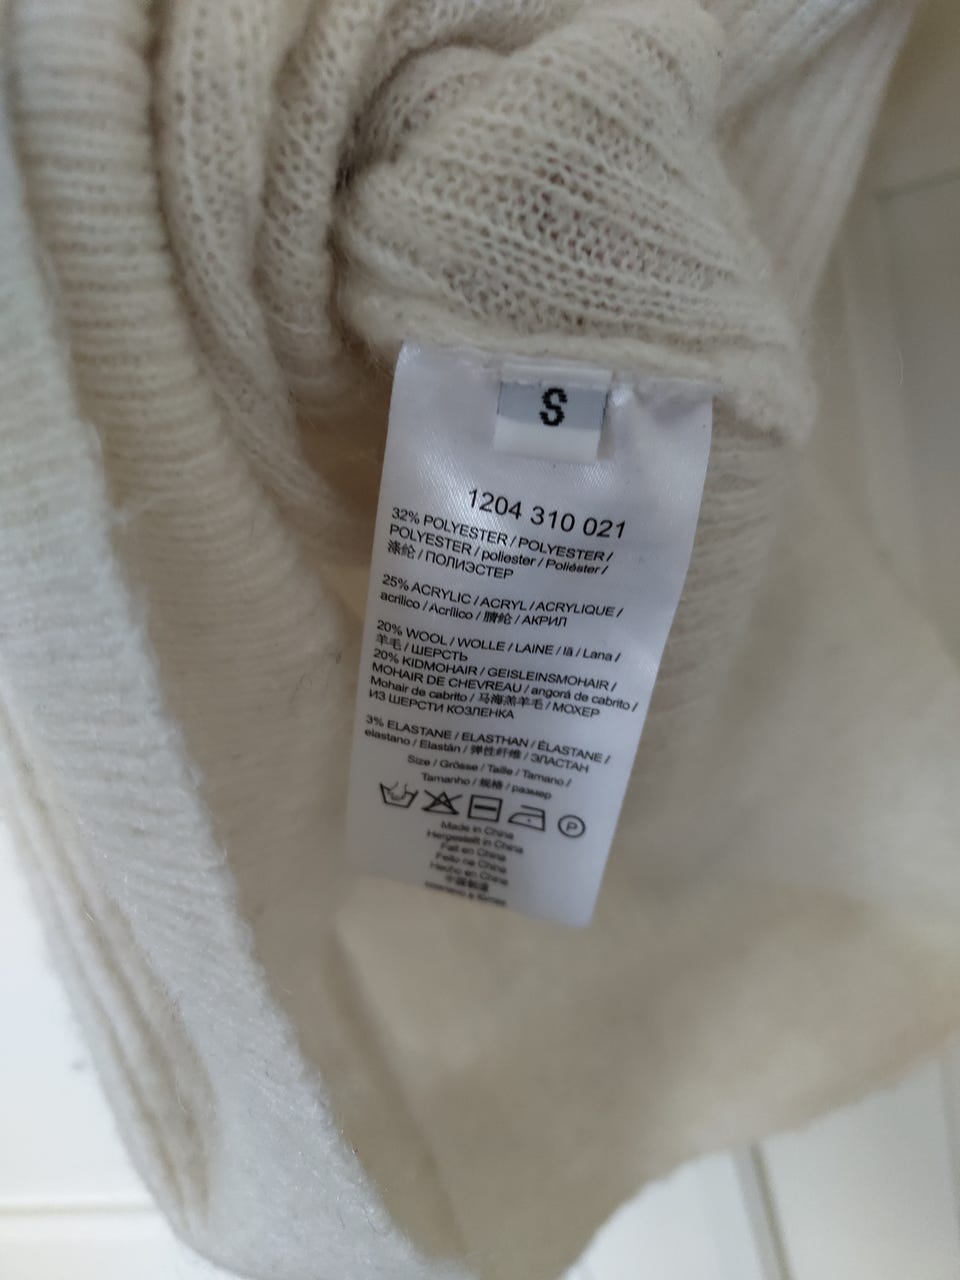 S
1204 310 021
32% POLYESTER / POLYESTER /
POLYESTER / poliester / Poliéster /
涤纶 / ПОЛИЭСТЕР
25% ACRYLIC / ACRYL / ACRYLIQUE /
acrílico / Acrílico / 腈纶 / АКРИЛ
20% WOOL / WOLLE / LAINE / lã / Lana /
羊毛 / ШЕРСТЬ
20% KIDMOHAIR / GEISLEINSMOHAIR /
MOHAIR DE CHEVREAU / angorá de cabrito /
Mohair de cabrito / 马海羔羊毛 / МОХЕР
ИЗ ШЕРСТИ КОЗЛЕНКА
3% ELASTANE / ELASTHAN / ÉLASTANE /
elastano / Elastán / 弹性纤维 / ЭЛАСТАН
Size / Grösse / Taille / Tamano /
Tamanho / 规格 / размер
P
Made in China
Hergestellt in China
Fait en China
Feito na China
Hecho en China
中国制造